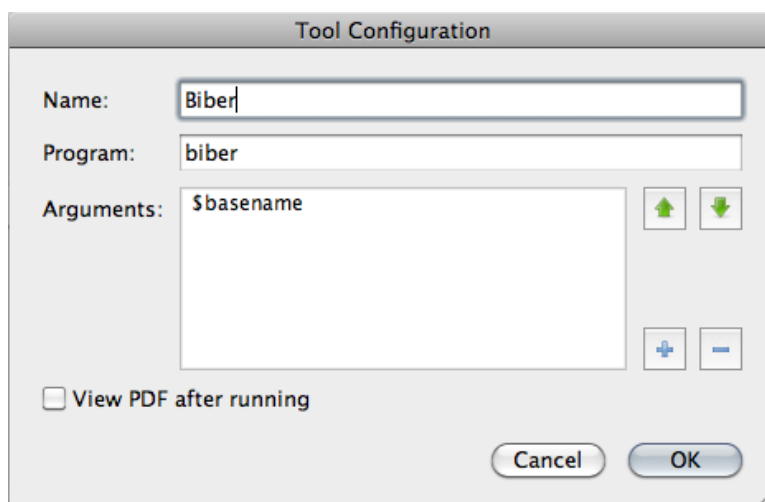 Tool Configuration
Name: Biber
Program: biber
Arguments: $basename
View PDF after running
Cancel OK